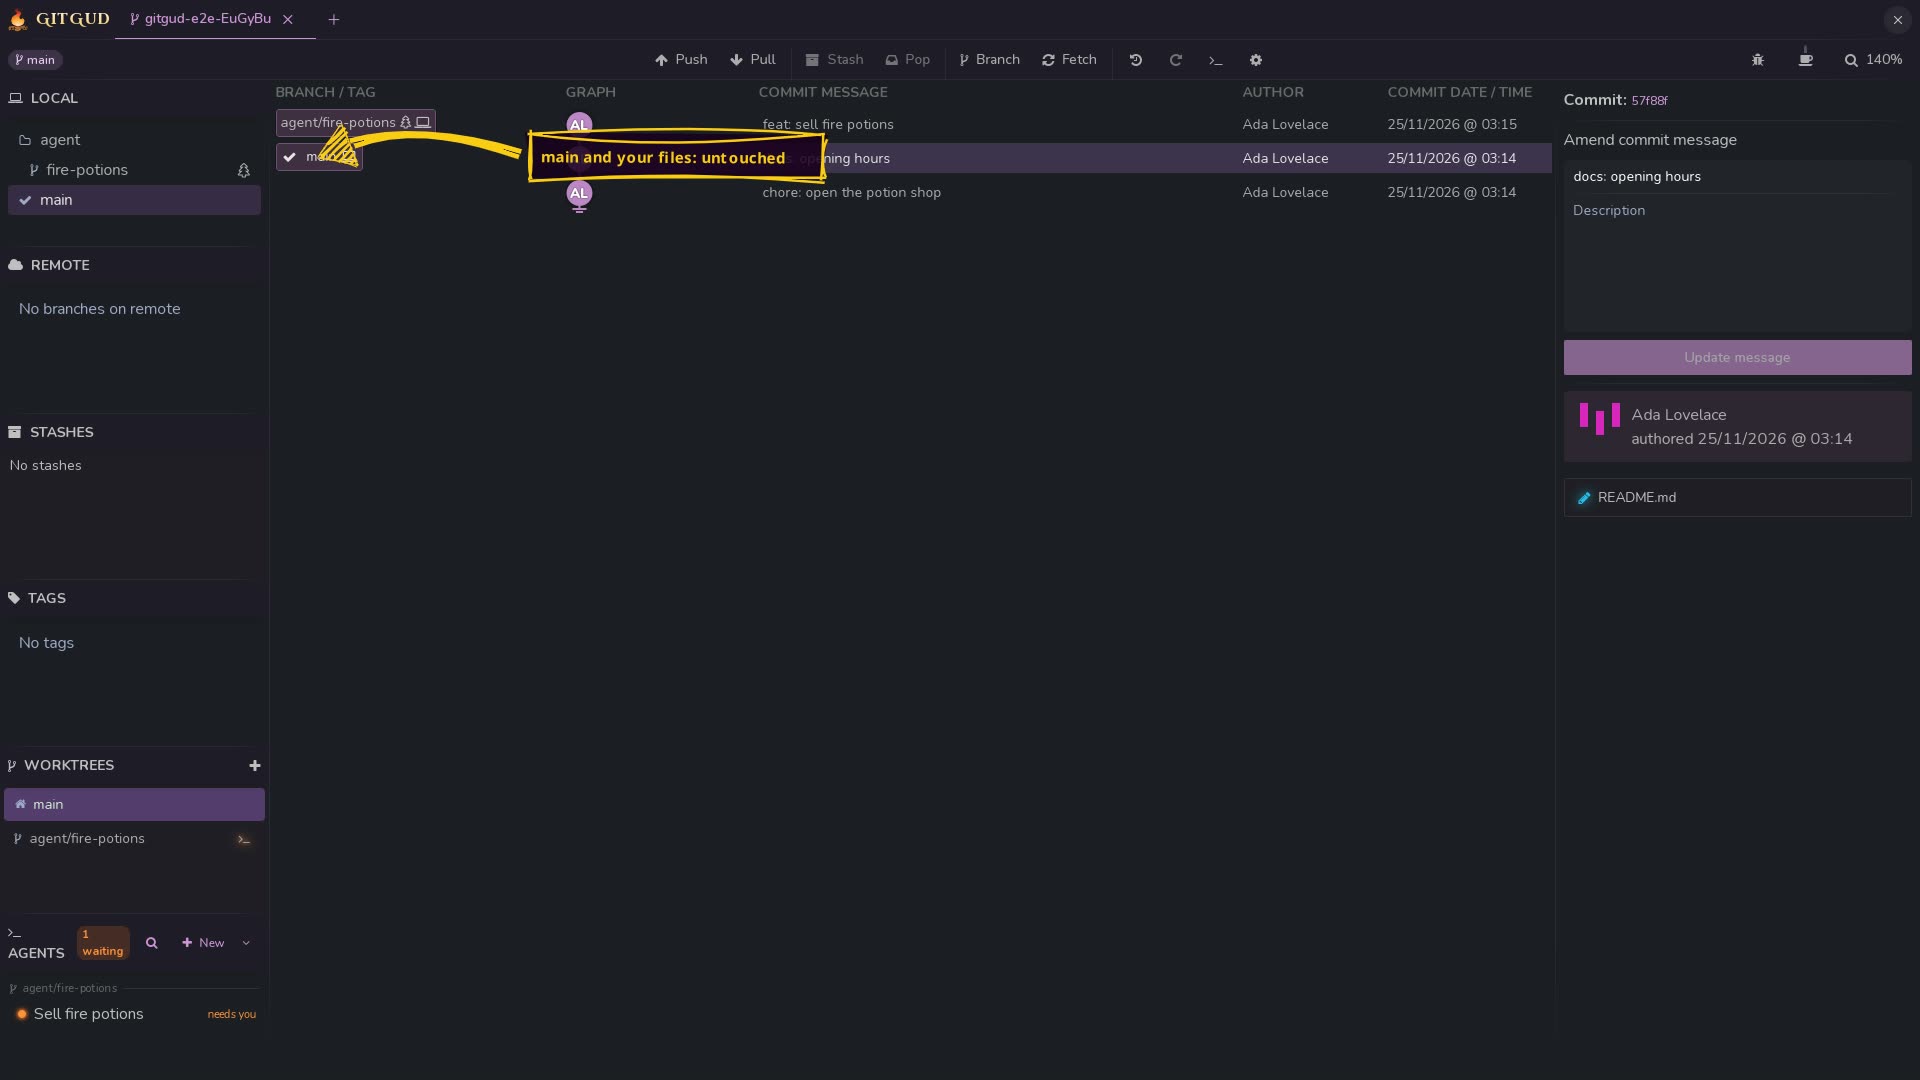 GITGUD
gitgud-e2e-EuGyBu
main
Push
Pull
Stash
Pop
Branch
Fetch
140%
LOCAL
agent
fire-potions
main
REMOTE
No branches on remote
STASHES
No stashes
TAGS
No tags
WORKTREES
main
agent/fire-potions
AGENTS
1 waiting
New
agent/fire-potions
Sell fire potions
needs you
BRANCH / TAG GRAPH COMMIT MESSAGE AUTHOR COMMIT DATE / TIME
agent/fire-potions AL feat: sell fire potions Ada Lovelace 25/11/2026 @ 03:15
main and your files: untouched
opening hours Ada Lovelace 25/11/2026 @ 03:14
AL chore: open the potion shop Ada Lovelace 25/11/2026 @ 03:14
Commit: 57f88f
Amend commit message
docs: opening hours
Description
Update message
Ada Lovelace
authored 25/11/2026 @ 03:14
README.md